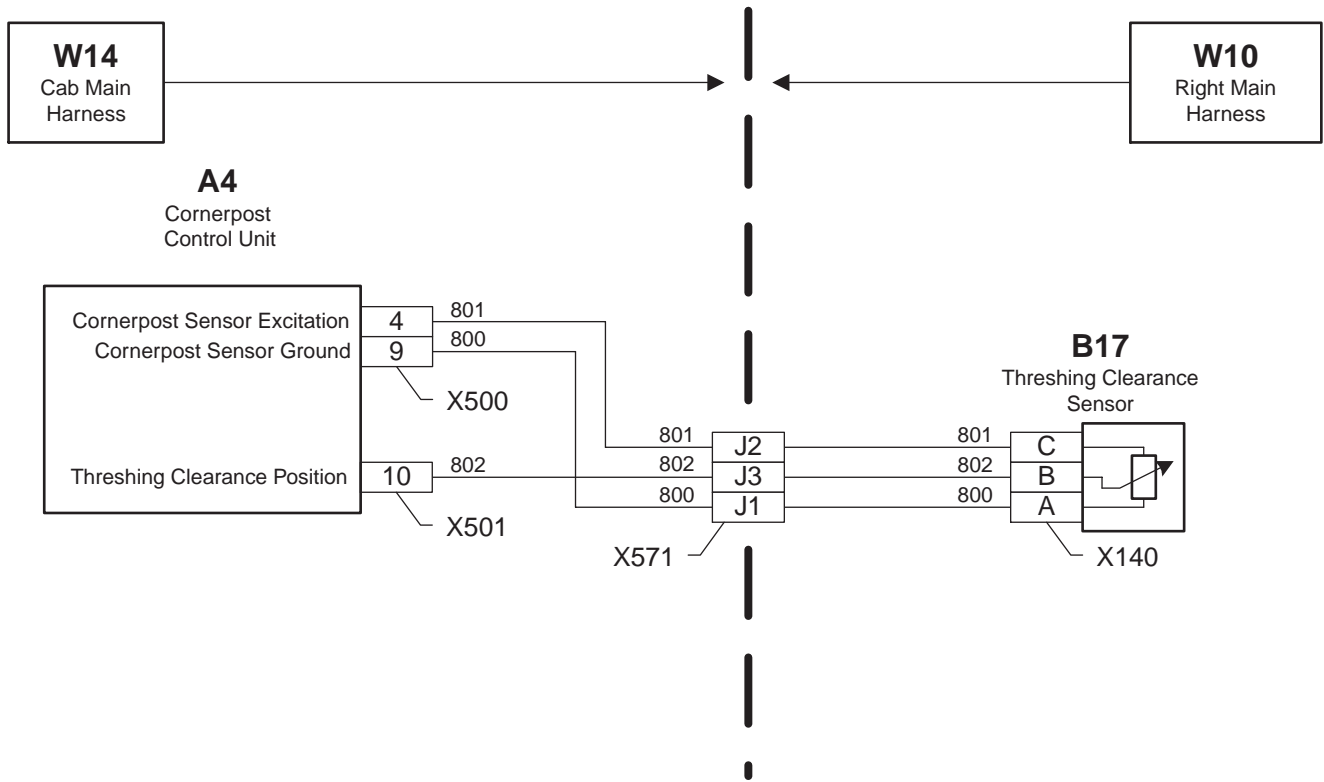 W14
Cab Main
Harness
W10
Right Main
Harness
A4
Cornerpost
Control Unit
Cornerpost Sensor Excitation
4
801
Cornerpost Sensor Ground
9
800
X500
Threshing Clearance Position
10
802
X501
B17
Threshing Clearance
Sensor
801
J2
801
C
802
J3
802
B
800
J1
800
A
X571
X140